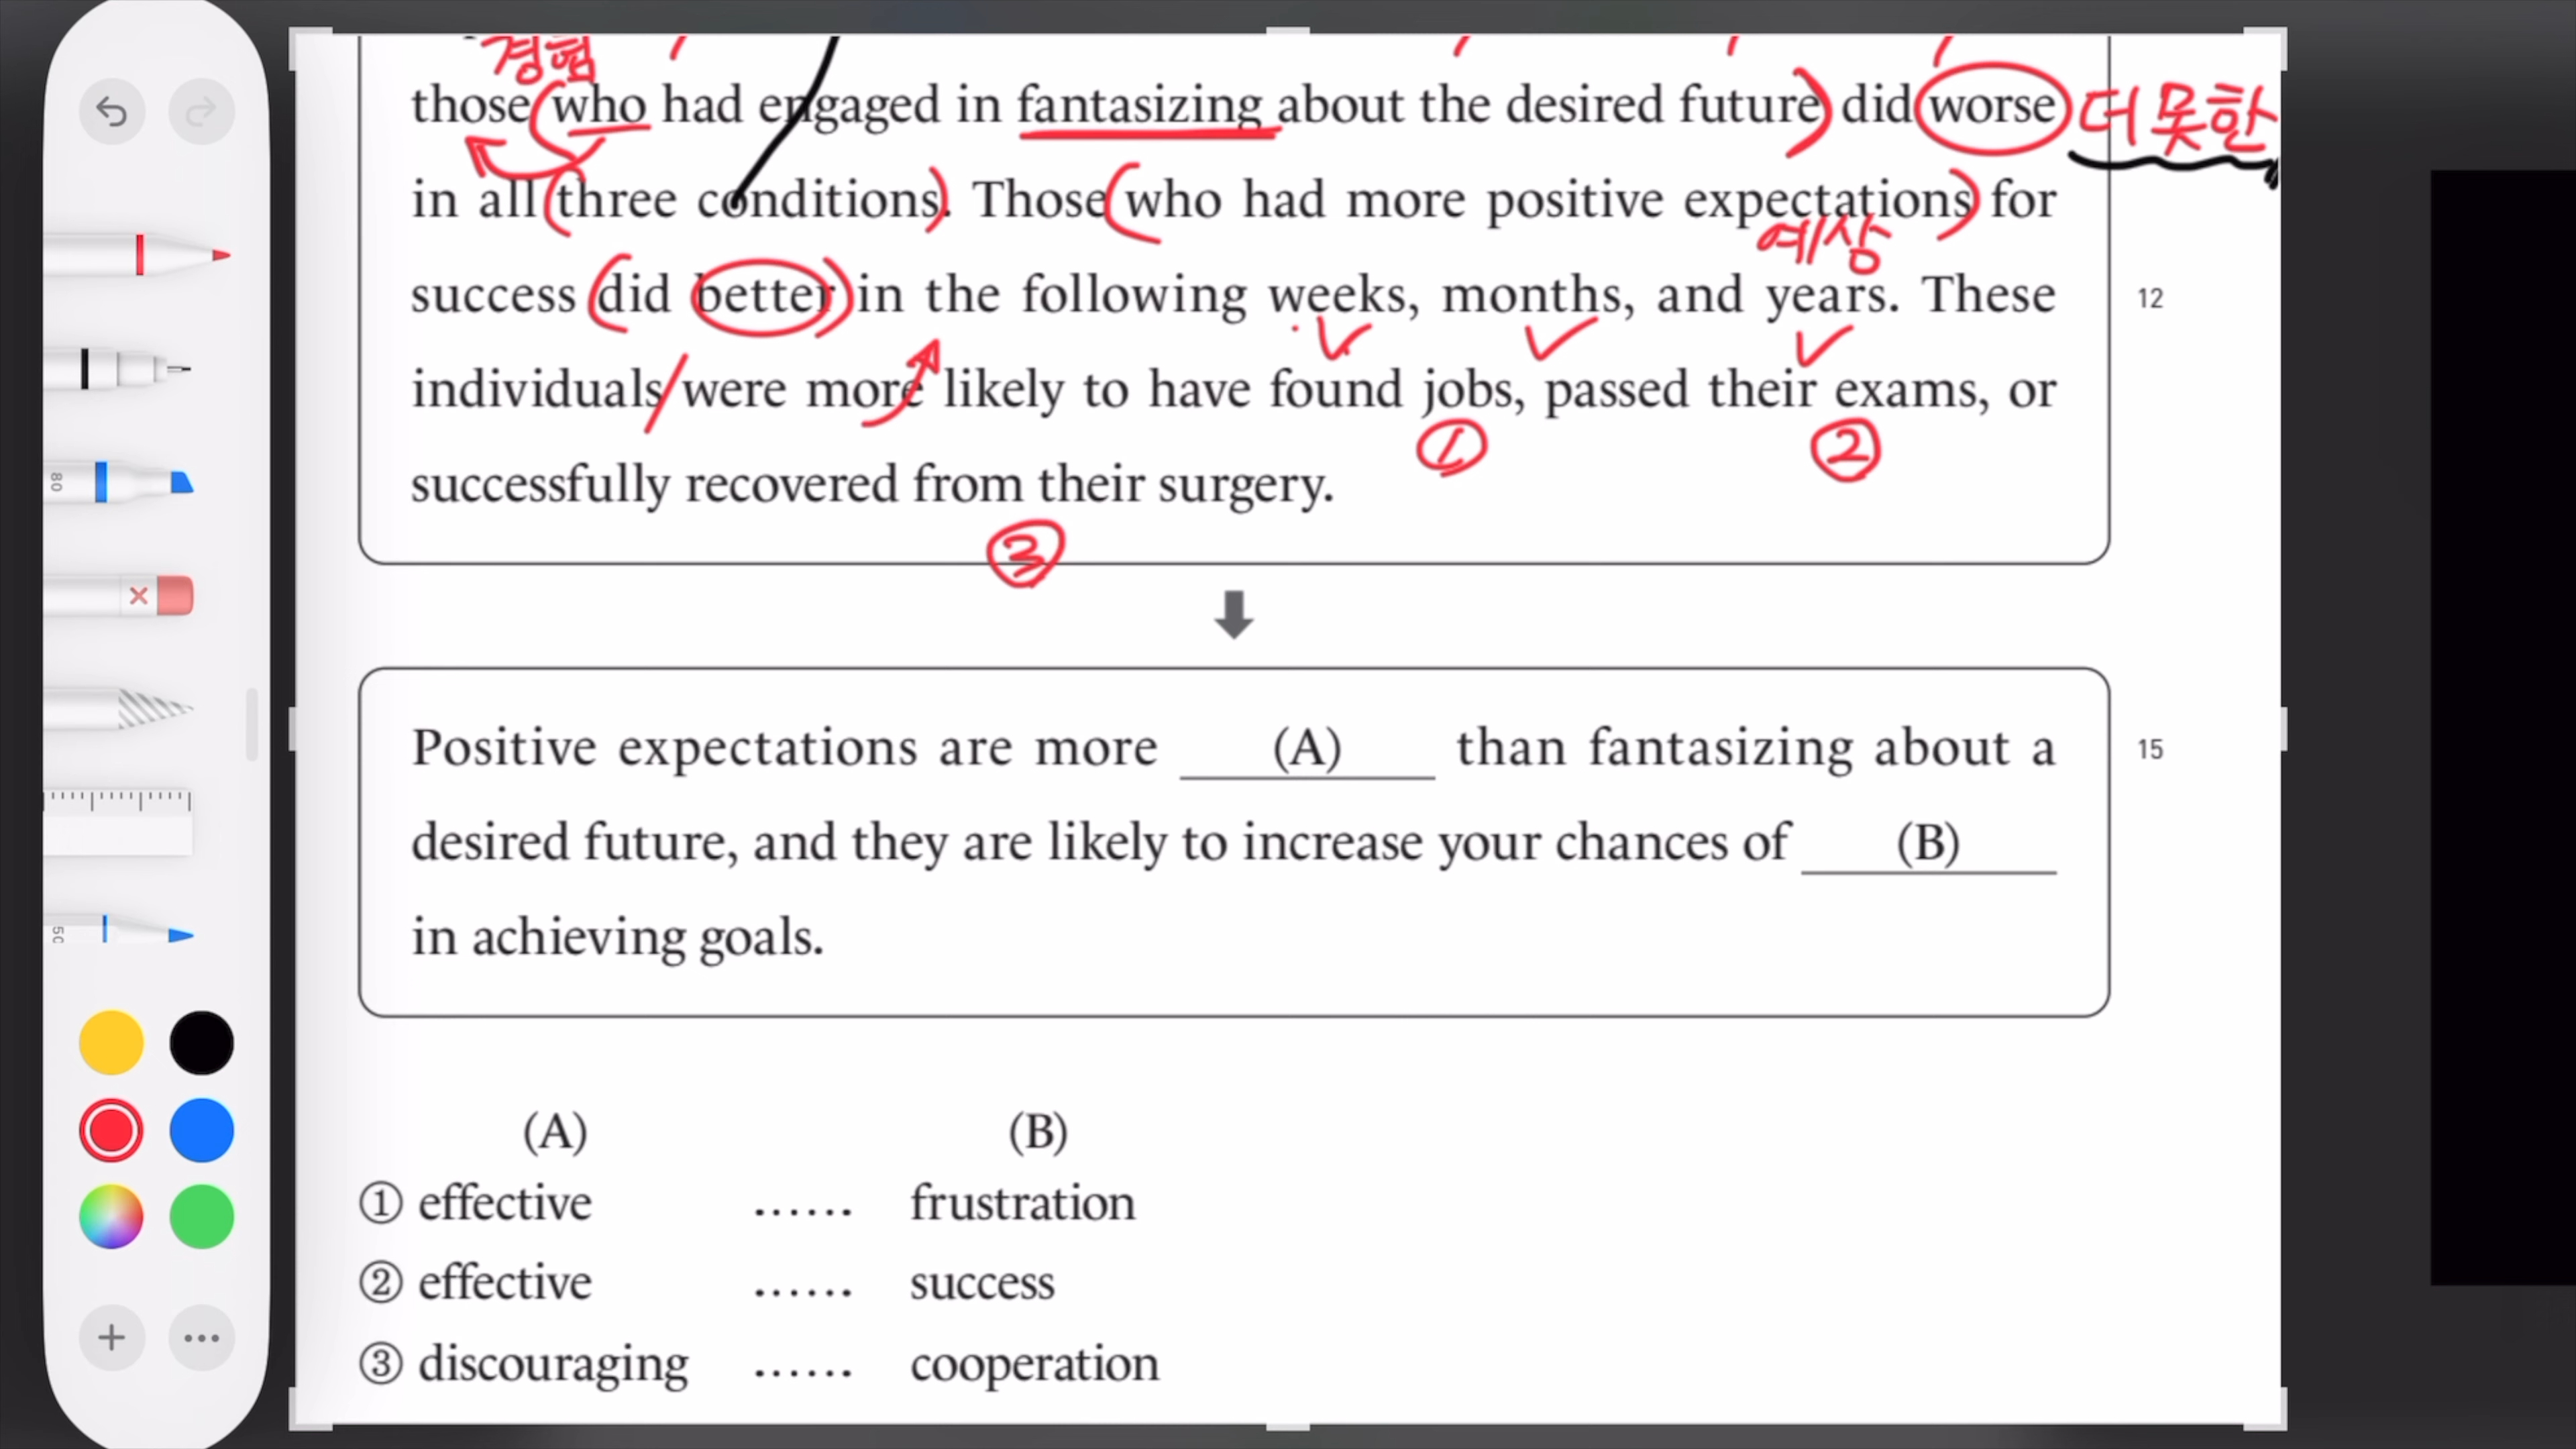 경험
those who had engaged in fantasizing about the desired future did worse 더 못한
in all three conditions. Those who had more positive expectations for
예상
success did better in the following weeks, months, and years. These
12
individuals were more likely to have found jobs, passed their exams, or
① ②
successfully recovered from their surgery.
③
Positive expectations are more (A) than fantasizing about a
15
desired future, and they are likely to increase your chances of (B)
in achieving goals.
(A) (B)
① effective ...... frustration
② effective ...... success
③ discouraging ...... cooperation
80
50